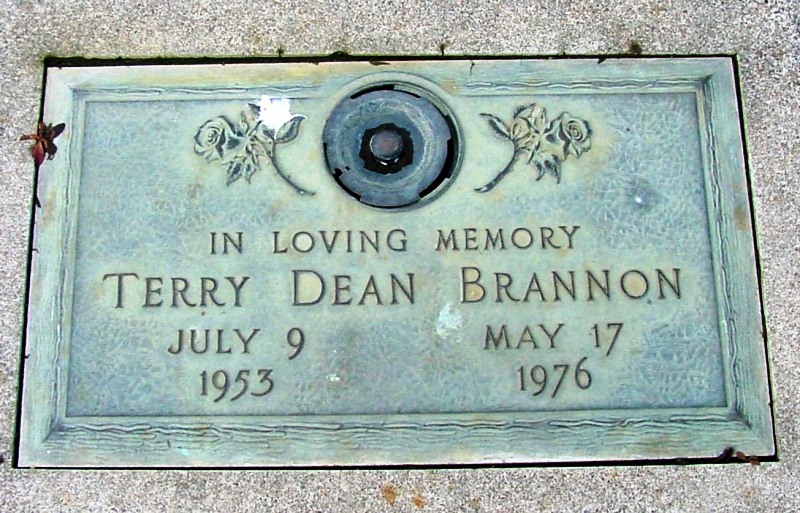 IN LOVING MEMORY
TERRY DEAN BRANNON
JULY 9 MAY 17
1953 1976